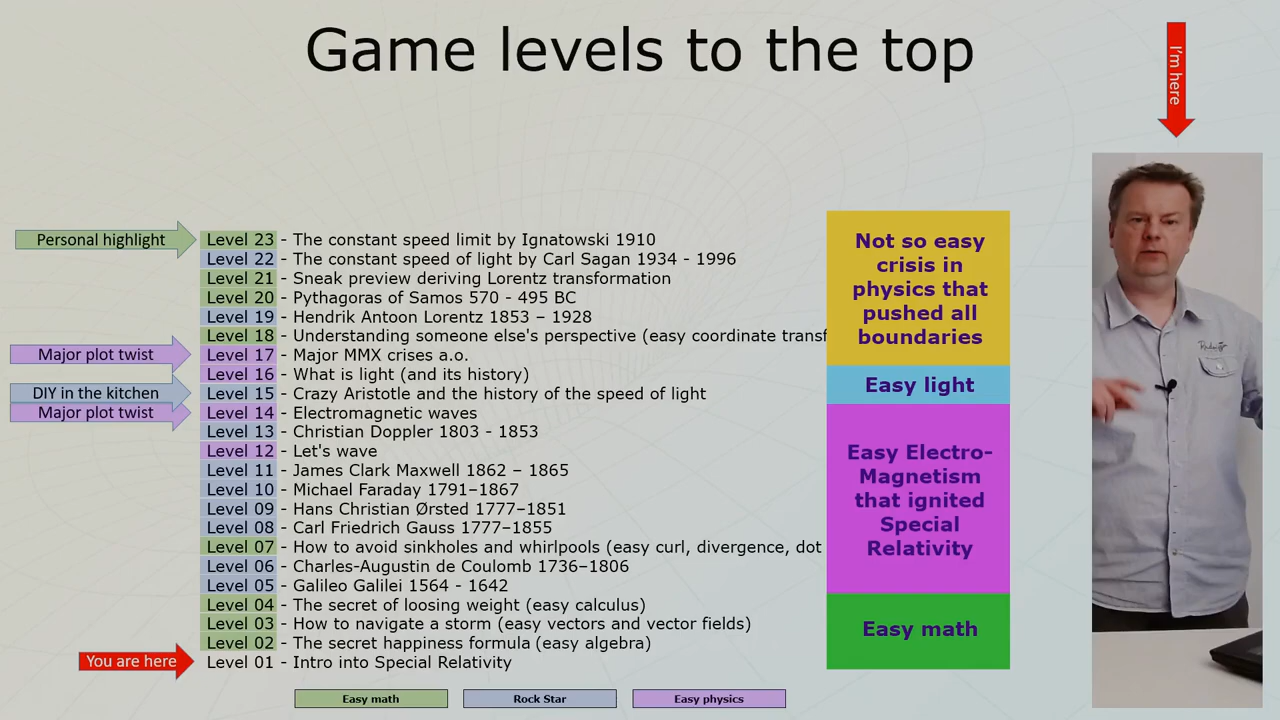 Game levels to the top
I'm here
Personal highlight
Level 23 - The constant speed limit by Ignatowski 1910
Level 22 - The constant speed of light by Carl Sagan 1934 - 1996
Level 21 - Sneak preview deriving Lorentz transformation
Level 20 - Pythagoras of Samos 570 - 495 BC
Level 19 - Hendrik Antoon Lorentz 1853 – 1928
Level 18 - Understanding someone else's perspective (easy coordinate transf
Major plot twist
Level 17 - Major MMX crises a.o.
Level 16 - What is light (and its history)
DIY in the kitchen
Level 15 - Crazy Aristotle and the history of the speed of light
Major plot twist
Level 14 - Electromagnetic waves
Level 13 - Christian Doppler 1803 - 1853
Level 12 - Let's wave
Level 11 - James Clark Maxwell 1862 – 1865
Level 10 - Michael Faraday 1791–1867
Level 09 - Hans Christian Ørsted 1777–1851
Level 08 - Carl Friedrich Gauss 1777–1855
Level 07 - How to avoid sinkholes and whirlpools (easy curl, divergence, dot
Level 06 - Charles-Augustin de Coulomb 1736–1806
Level 05 - Galileo Galilei 1564 - 1642
Level 04 - The secret of loosing weight (easy calculus)
Level 03 - How to navigate a storm (easy vectors and vector fields)
Level 02 - The secret happiness formula (easy algebra)
You are here
Level 01 - Intro into Special Relativity
Not so easy
crisis in
physics that
pushed all
boundaries
Easy light
Easy Electro-
Magnetism
that ignited
Special
Relativity
Easy math
Easy math
Rock Star
Easy physics